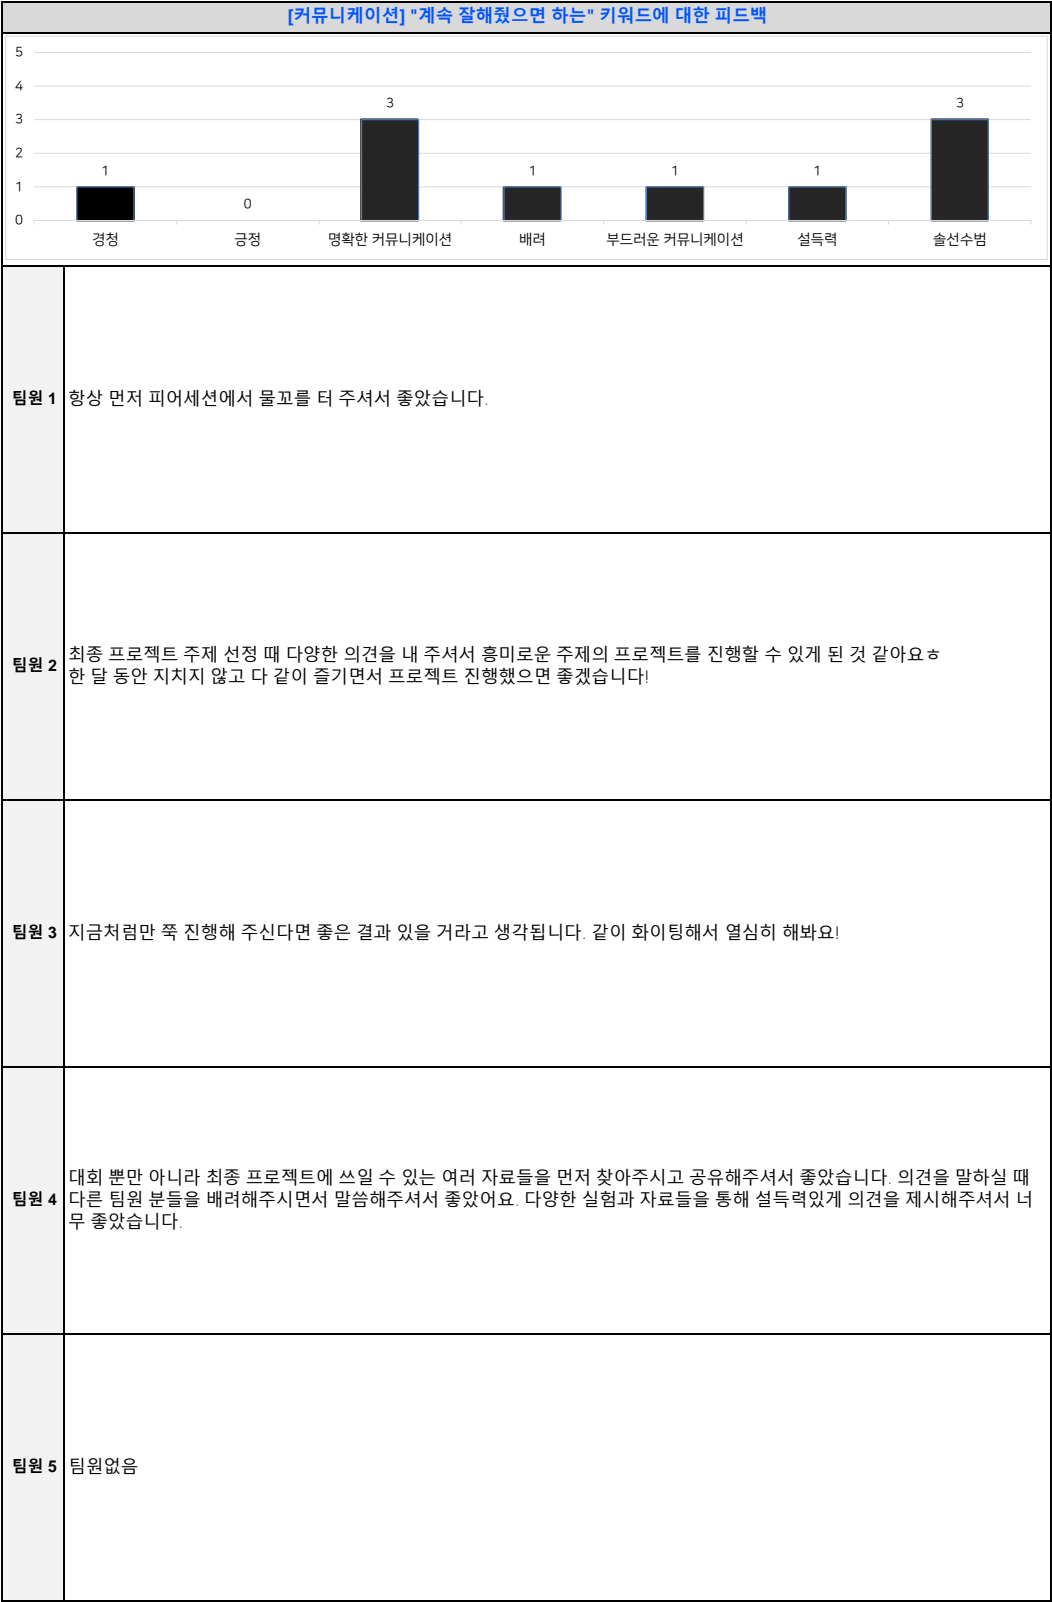 [커뮤니케이션] "계속 잘해줬으면 하는" 키워드에 대한 피드백
5
4
3
2
1
0
1
0
3
1
1
1
3
경청
긍정
명확한 커뮤니케이션
배려
부드러운 커뮤니케이션
설득력
솔선수범
팀원 1
항상 먼저 피어세션에서 물꼬를 터 주셔서 좋았습니다.
팀원 2
최종 프로젝트 주제 선정 때 다양한 의견을 내 주셔서 흥미로운 주제의 프로젝트를 진행할 수 있게 된 것 같아요ㅎ
한 달 동안 지치지 않고 다 같이 즐기면서 프로젝트 진행했으면 좋겠습니다!
팀원 3
지금처럼만 쭉 진행해 주신다면 좋은 결과 있을 거라고 생각됩니다. 같이 화이팅해서 열심히 해봐요!
팀원 4
대회 뿐만 아니라 최종 프로젝트에 쓰일 수 있는 여러 자료들을 먼저 찾아주시고 공유해주셔서 좋았습니다. 의견을 말하실 때
다른 팀원 분들을 배려해주시면서 말씀해주셔서 좋았어요. 다양한 실험과 자료들을 통해 설득력있게 의견을 제시해주셔서 너
무 좋았습니다.
팀원 5
팀원없음